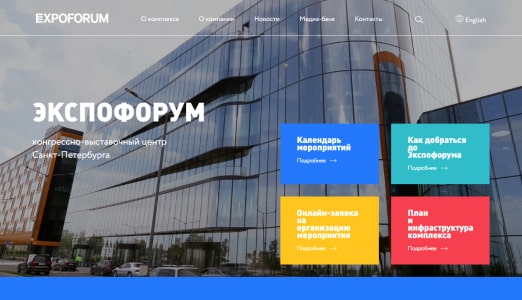 EXPOFORUM
О комплексе
О компании
Новости
Медиа-банк
Контакты
English
ЭКСПОФОРУМ
конгрессно-выставочный центр
Санкт-Петербурга
Календарь
мероприятий
Подробнее →
Как добраться
до
Экспофорума
Подробнее →
Онлайн-заявка
на
организацию
мероприятия
Подробнее →
План
и
инфраструктура
комплекса
Подробнее →